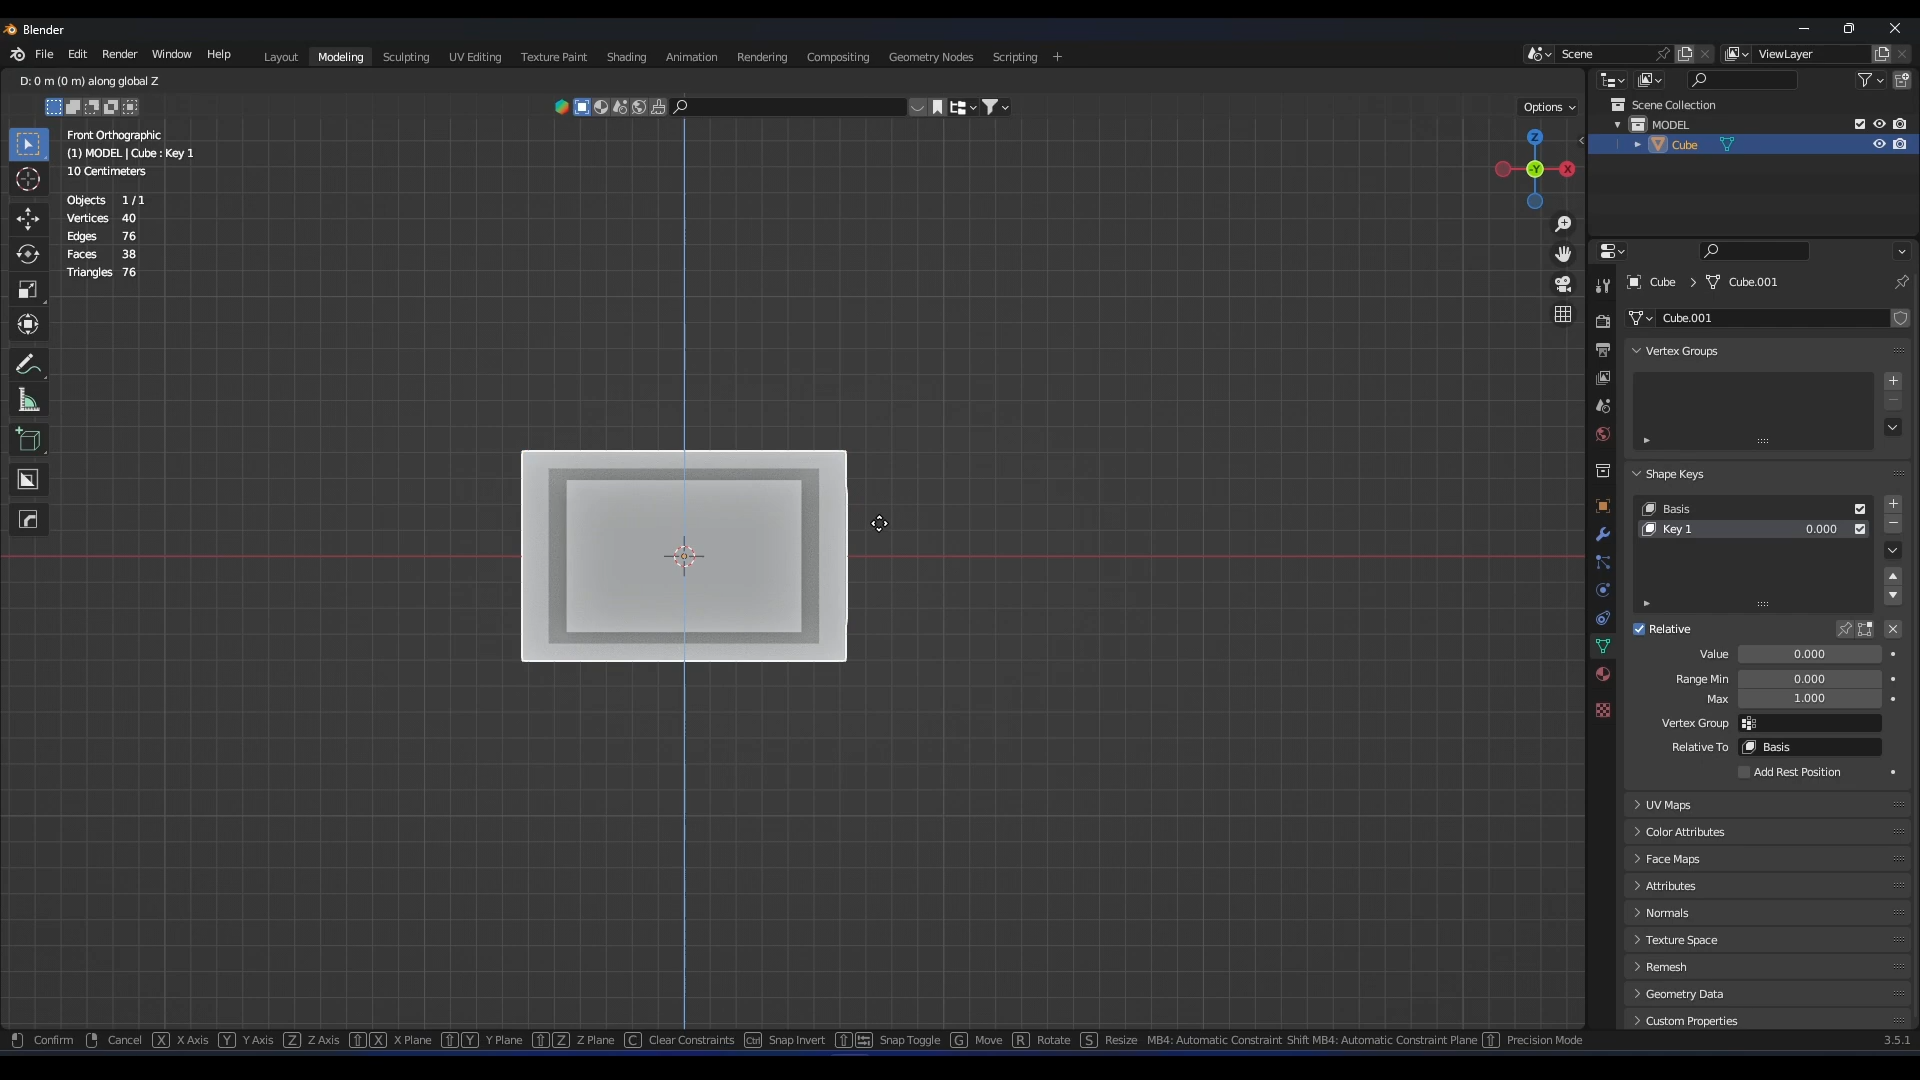 Blender
File Edit Render Window Help Layout Modeling Sculpting UV Editing Texture Paint Shading Animation Rendering Compositing Geometry Nodes Scripting + Scene ViewLayer
D: 0 m (0 m) along global Z
Options
Front Orthographic
(1) MODEL | Cube : Key 1
10 Centimeters
Objects 1/1
Vertices 40
Edges 76
Faces 38
Triangles 76
Z
-Y
X
Scene Collection
MODEL
Cube
Cube > Cube.001
Cube.001
Vertex Groups
Shape Keys
Basis
Key 1 0.000
Relative
Value 0.000
Range Min 0.000
Max 1.000
Vertex Group
Relative To Basis
Add Rest Position
UV Maps
Color Attributes
Face Maps
Attributes
Normals
Texture Space
Remesh
Geometry Data
Custom Properties
Confirm Cancel X X Axis Y Y Axis Z Z Axis X X Plane Y Y Plane Z Z Plane C Clear Constraints Ctrl Snap Invert Snap Toggle G Move R Rotate S Resize MB4: Automatic Constraint Shift MB4: Automatic Constraint Plane Precision Mode 3.5.1